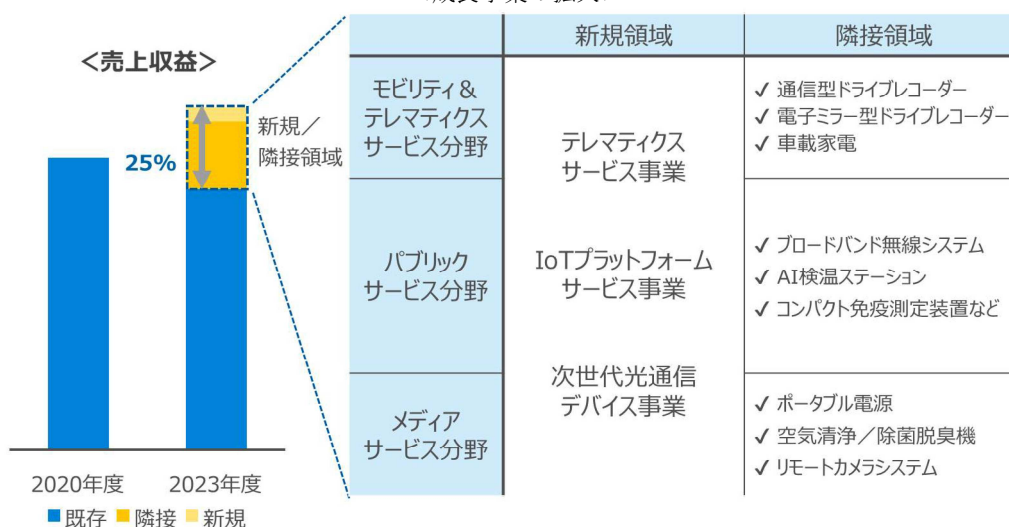 <売上収益>
25%
新規／
隣接領域
2020年度
2023年度
既存
隣接
新規
新規領域
隣接領域
モビリティ&
テレマティクス
サービス分野
テレマティクス
サービス事業
✓ 通信型ドライブレコーダー
✓ 電子ミラー型ドライブレコーダー
✓ 車載家電
パブリック
サービス分野
IoTプラットフォーム
サービス事業
✓ ブロードバンド無線システム
✓ AI検温ステーション
✓ コンパクト免疫測定装置など
メディア
サービス分野
次世代光通信
デバイス事業
✓ ポータブル電源
✓ 空気清浄／除菌脱臭機
✓ リモートカメラシステム